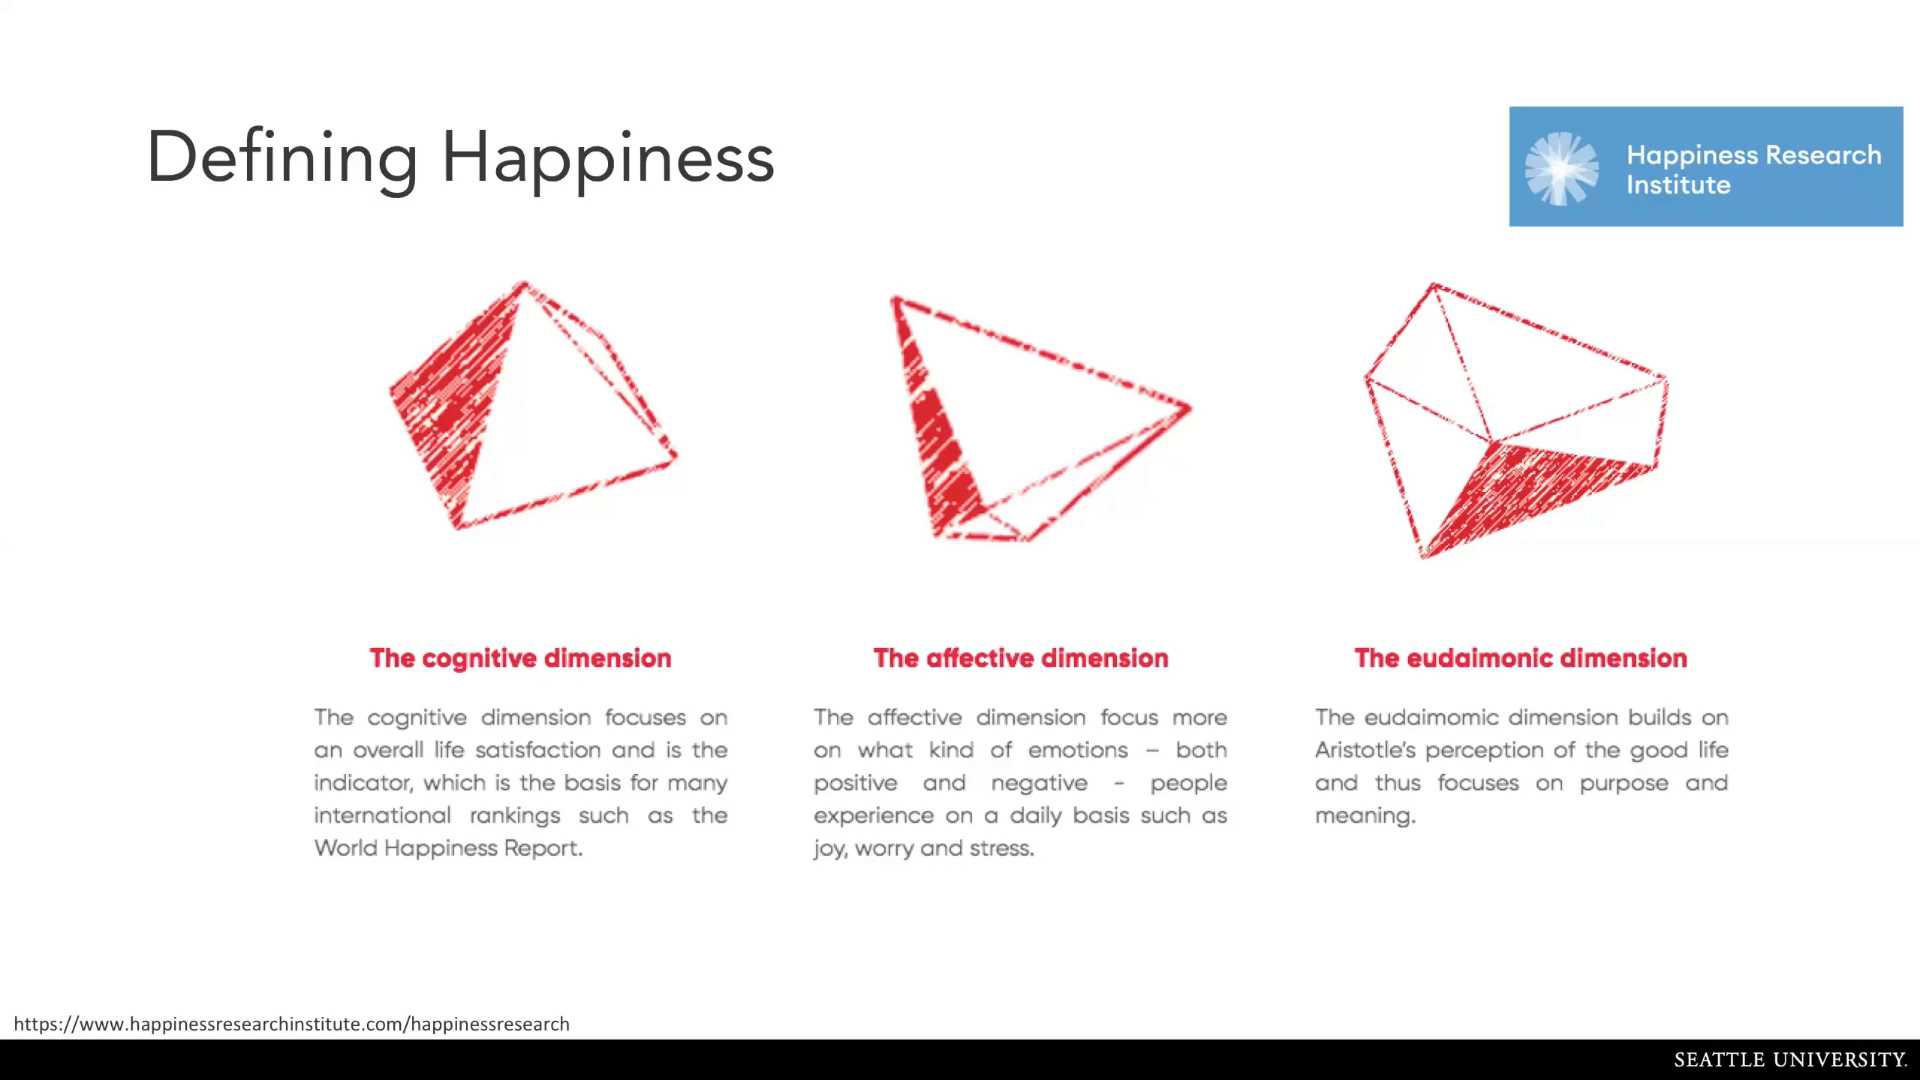 Defining Happiness
Happiness Research
Institute
The cognitive dimension
The cognitive dimension focuses on
an overall life satisfaction and is the
indicator, which is the basis for many
international rankings such as the
World Happiness Report.
The affective dimension
The affective dimension focus more
on what kind of emotions – both
positive and negative - people
experience on a daily basis such as
joy, worry and stress.
The eudaimonic dimension
The eudaimomic dimension builds on
Aristotle's perception of the good life
and thus focuses on purpose and
meaning.
https://www.happinessresearchinstitute.com/happinessresearch
SEATTLE UNIVERSITY.